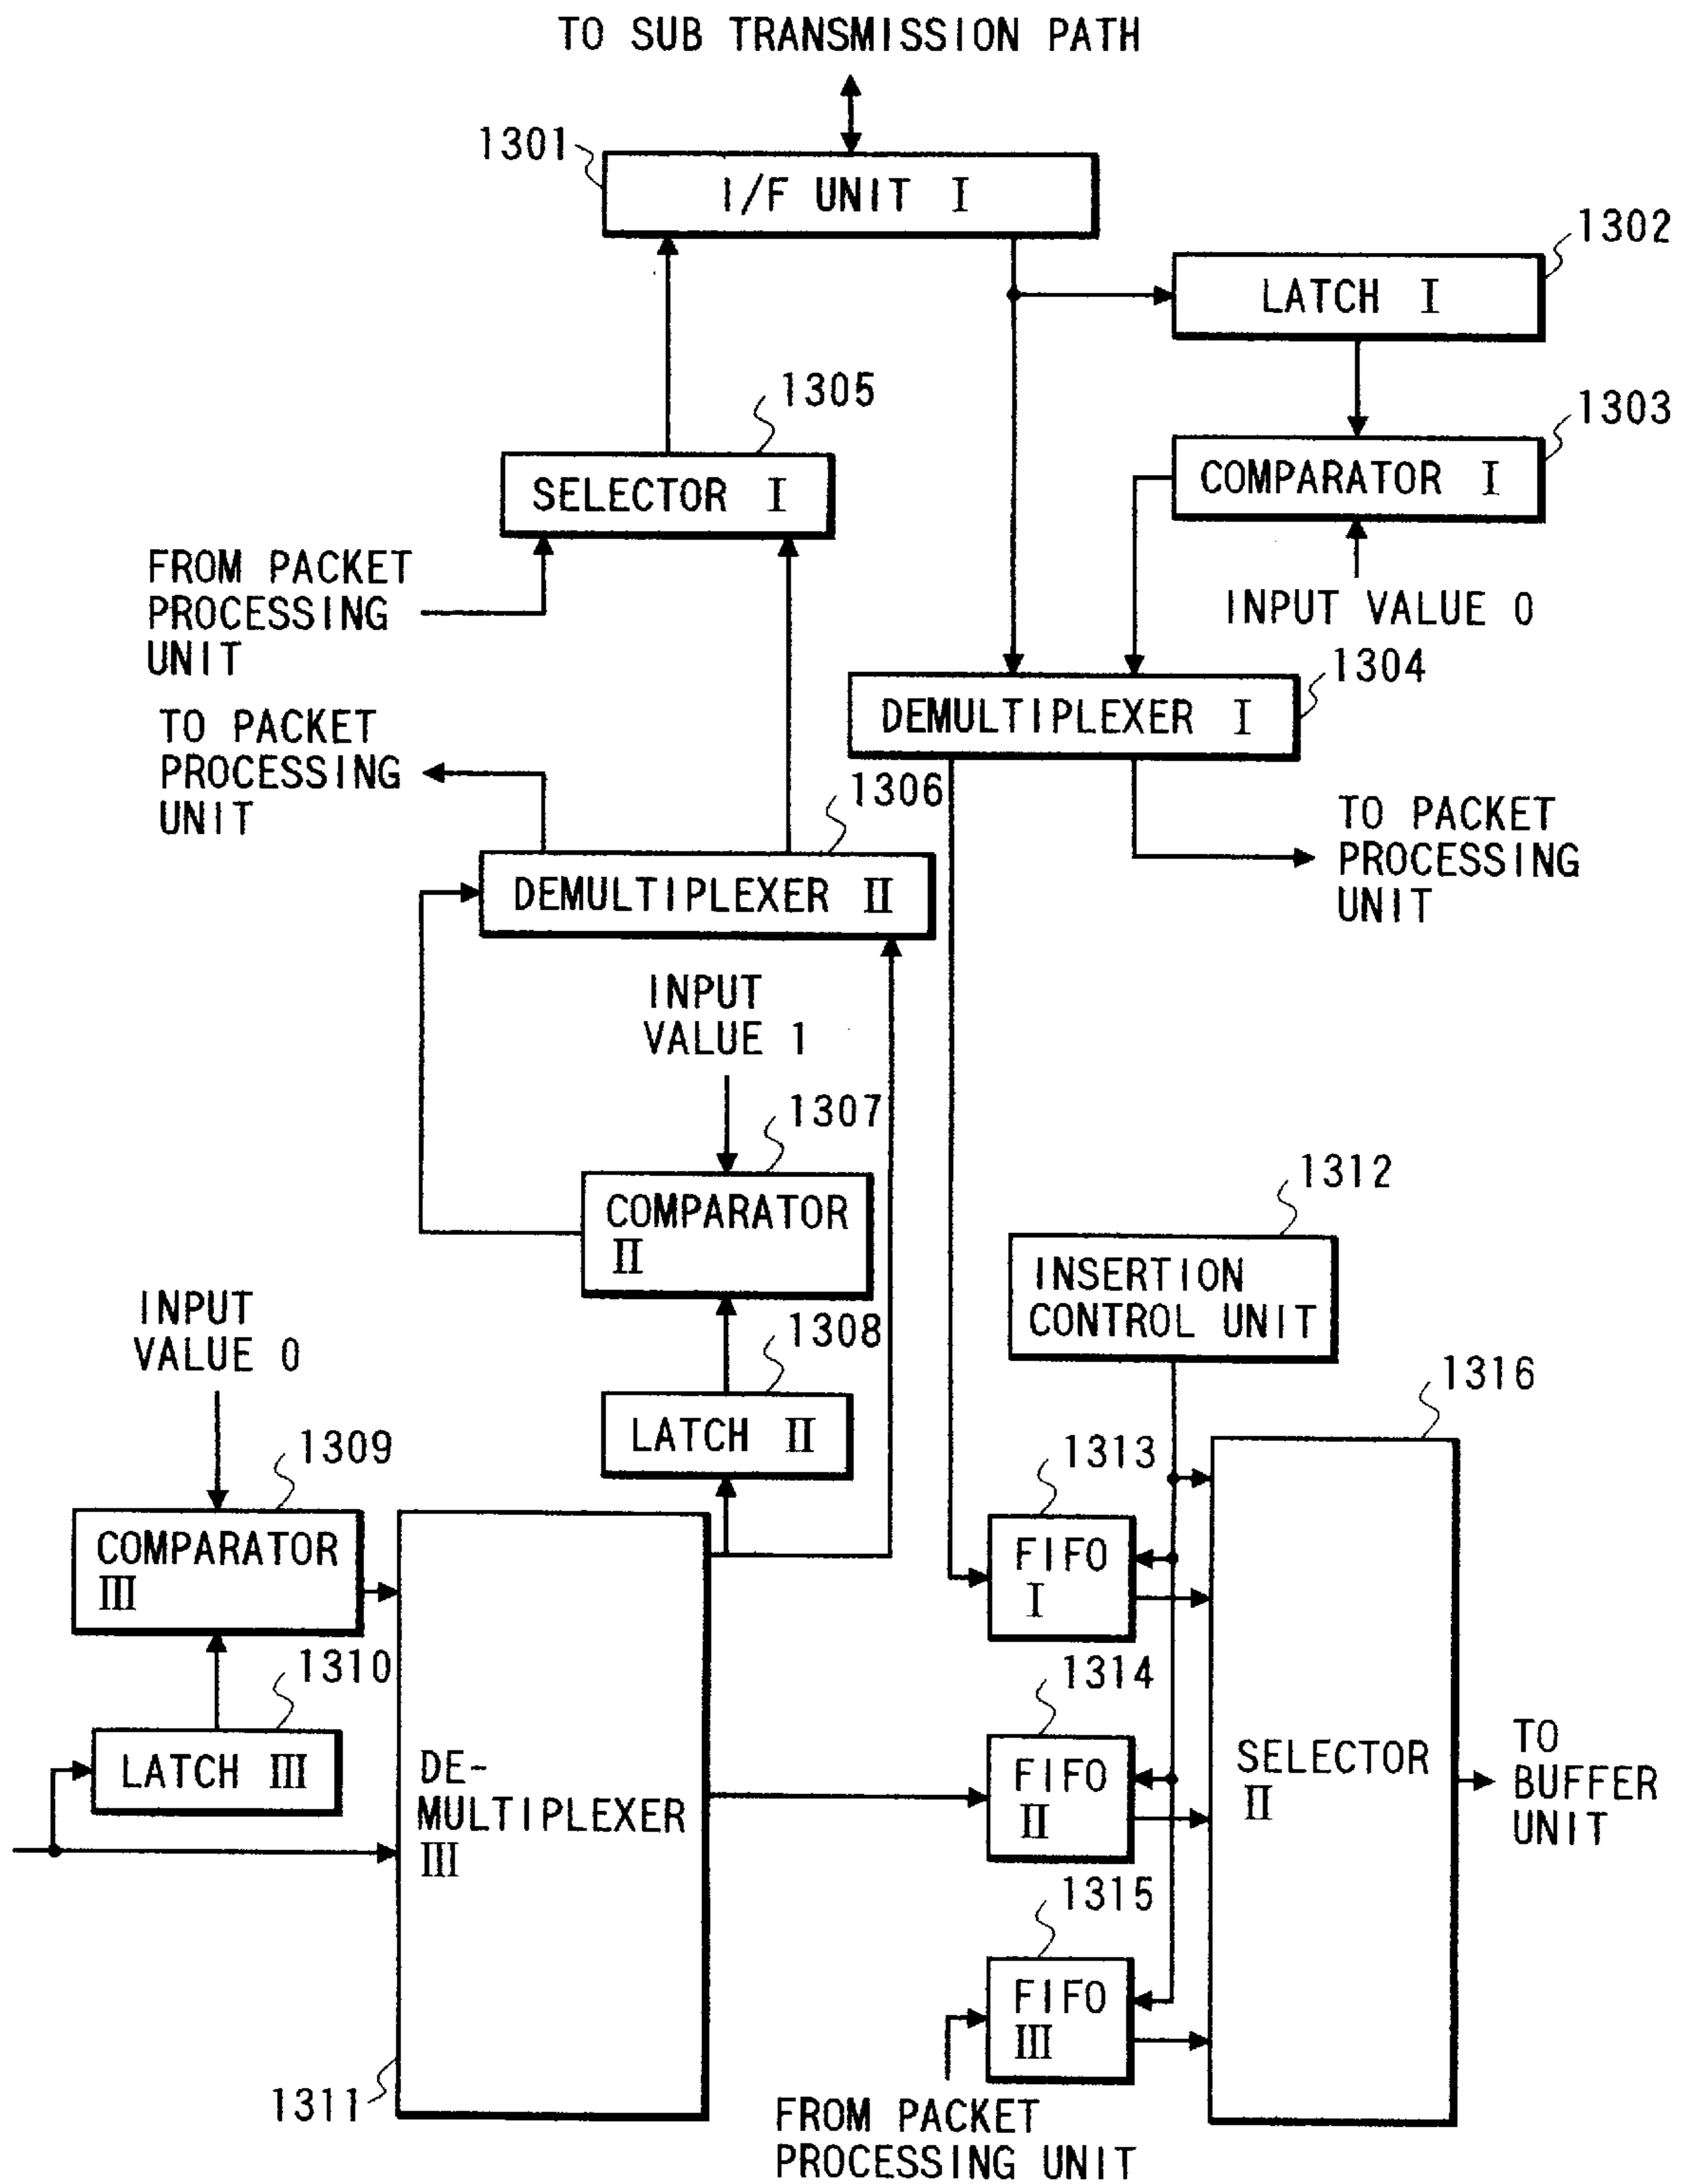 TO SUB TRANSMISSION PATH
1301
I/F UNIT I
1302
LATCH I
1305
1303
SELECTOR I
COMPARATOR I
FROM PACKET
PROCESSING
UNIT
INPUT VALUE 0
1304
DEMULTIPLEXER I
TO PACKET
PROCESSING
UNIT
1306
TO PACKET
PROCESSING
UNIT
DEMULTIPLEXER II
INPUT
VALUE 1
1307
COMPARATOR
II
1312
INSERTION
CONTROL UNIT
INPUT
VALUE 0
1308
LATCH II
1316
1309
COMPARATOR
III
1313
FIFO
I
1310
LATCH III
1314
FIFO
II
DE-
MULTIPLEXER
III
SELECTOR
II
TO
BUFFER
UNIT
1315
FIFO
III
1311
FROM PACKET
PROCESSING UNIT